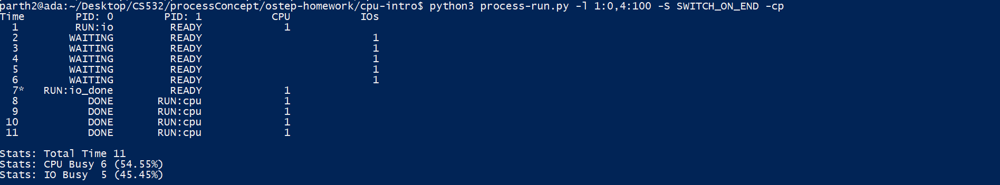 parth2@ada:~/Desktop/CS532/processConcept/ostep-homework/cpu-intro$ python3 process-run.py -l 1:0,4:100 -S SWITCH_ON_END -cp
Time        PID: 0        PID: 1           CPU           IOs
  1         RUN:io         READY             1
  2        WAITING         READY                           1
  3        WAITING         READY                           1
  4        WAITING         READY                           1
  5        WAITING         READY                           1
  6        WAITING         READY                           1
  7*   RUN:io_done         READY             1
  8           DONE       RUN:cpu             1
  9           DONE       RUN:cpu             1
 10           DONE       RUN:cpu             1
 11           DONE       RUN:cpu             1

Stats: Total Time 11
Stats: CPU Busy 6 (54.55%)
Stats: IO Busy  5 (45.45%)